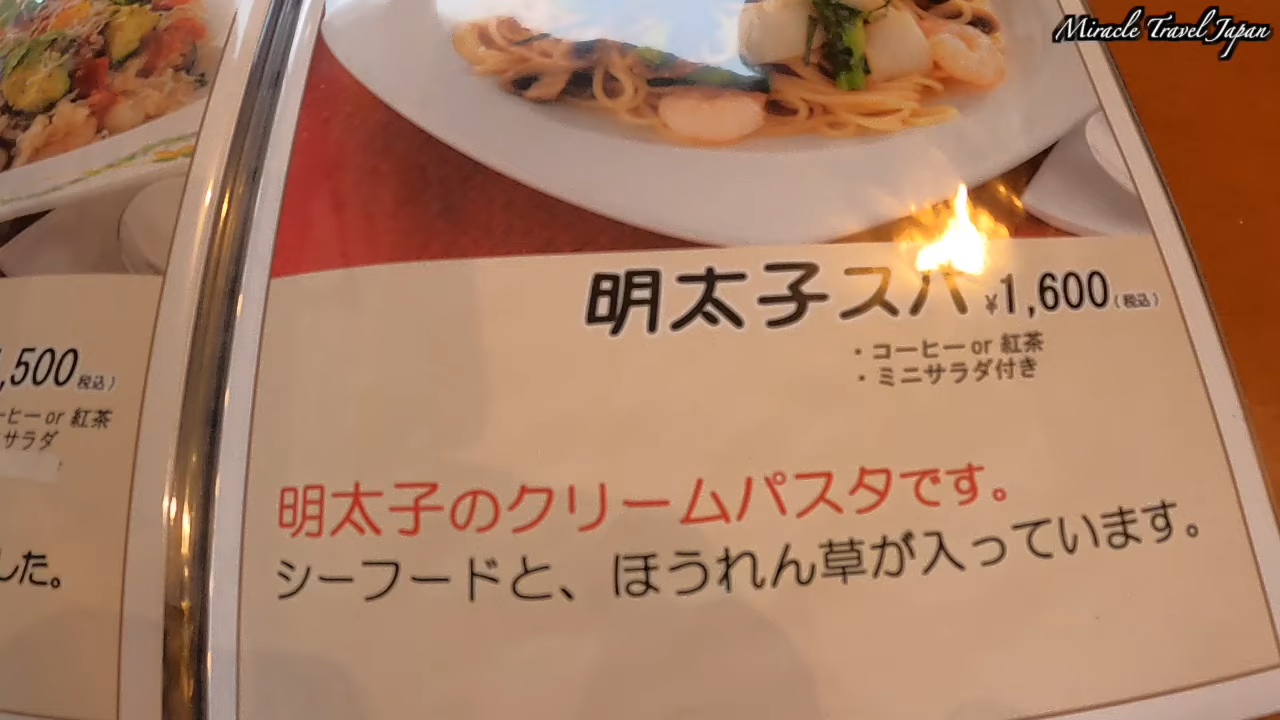 Miracle Travel Japan
明太子スパ ¥1,600(税込)
・コーヒー or 紅茶
・ミニサラダ付き
明太子のクリームパスタです。
シーフードと、ほうれん草が入っています。
,500 税込)
ーヒー or 紅茶
サラダ
した。